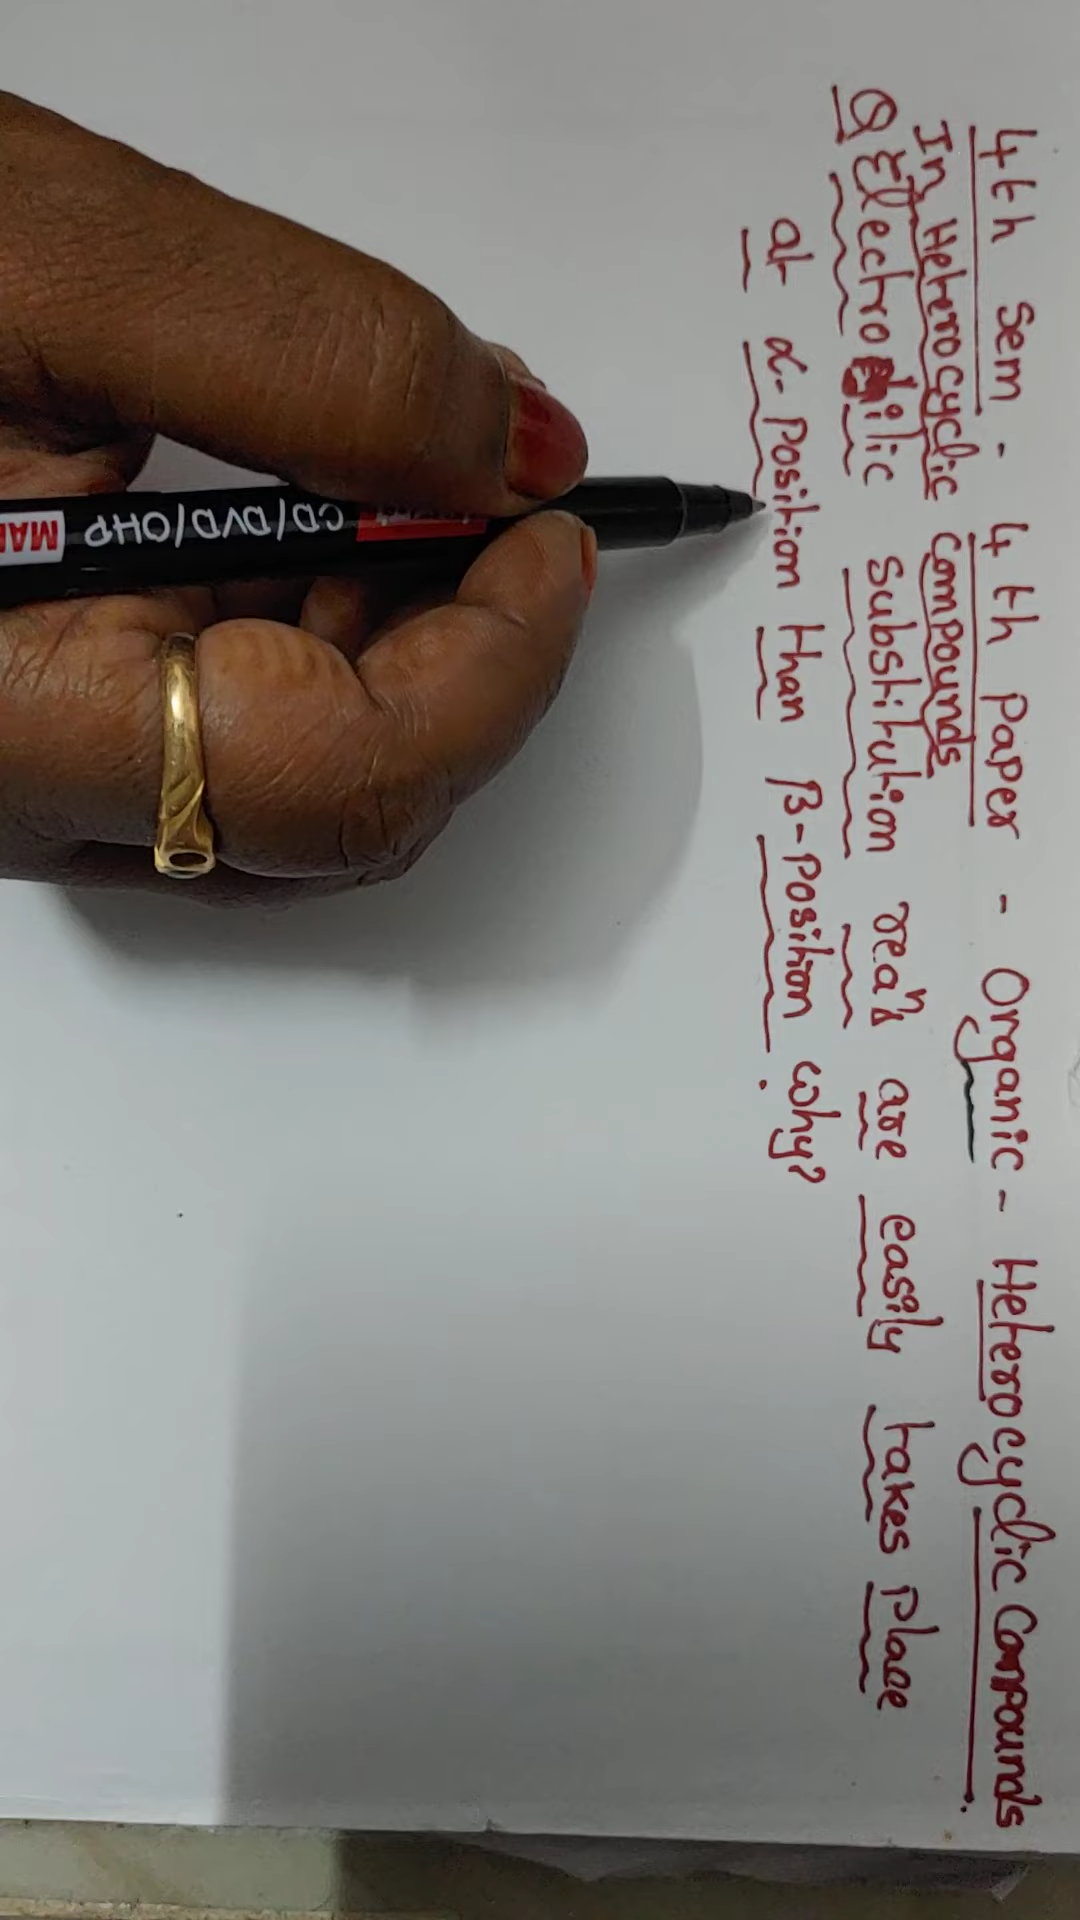 4th Sem - 4th Paper - Organic - Heterocyclic Compounds.
In Heterocyclic Compounds
Q Electrophilic Substitution reaⁿs are easily takes place
at α-Position than β-Position why?
CD/DVD/OHP